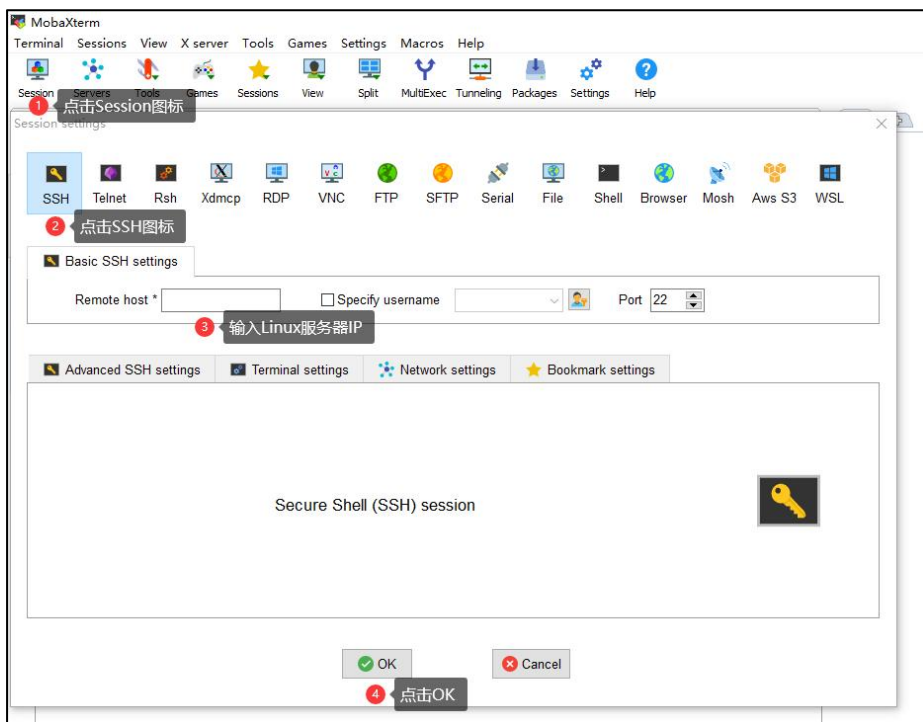 MobaXterm
Terminal Sessions View X server Tools Games Settings Macros Help
Session Servers Tools Games Sessions View Split MultiExec Tunneling Packages Settings Help
1 点击Session图标
Session settings
SSH Telnet Rsh Xdmcp RDP VNC FTP SFTP Serial File Shell Browser Mosh Aws S3 WSL
2 点击SSH图标
Basic SSH settings
Remote host * Specify username Port 22
3 输入Linux服务器IP
Advanced SSH settings Terminal settings Network settings Bookmark settings
Secure Shell (SSH) session
OK Cancel
4 点击OK